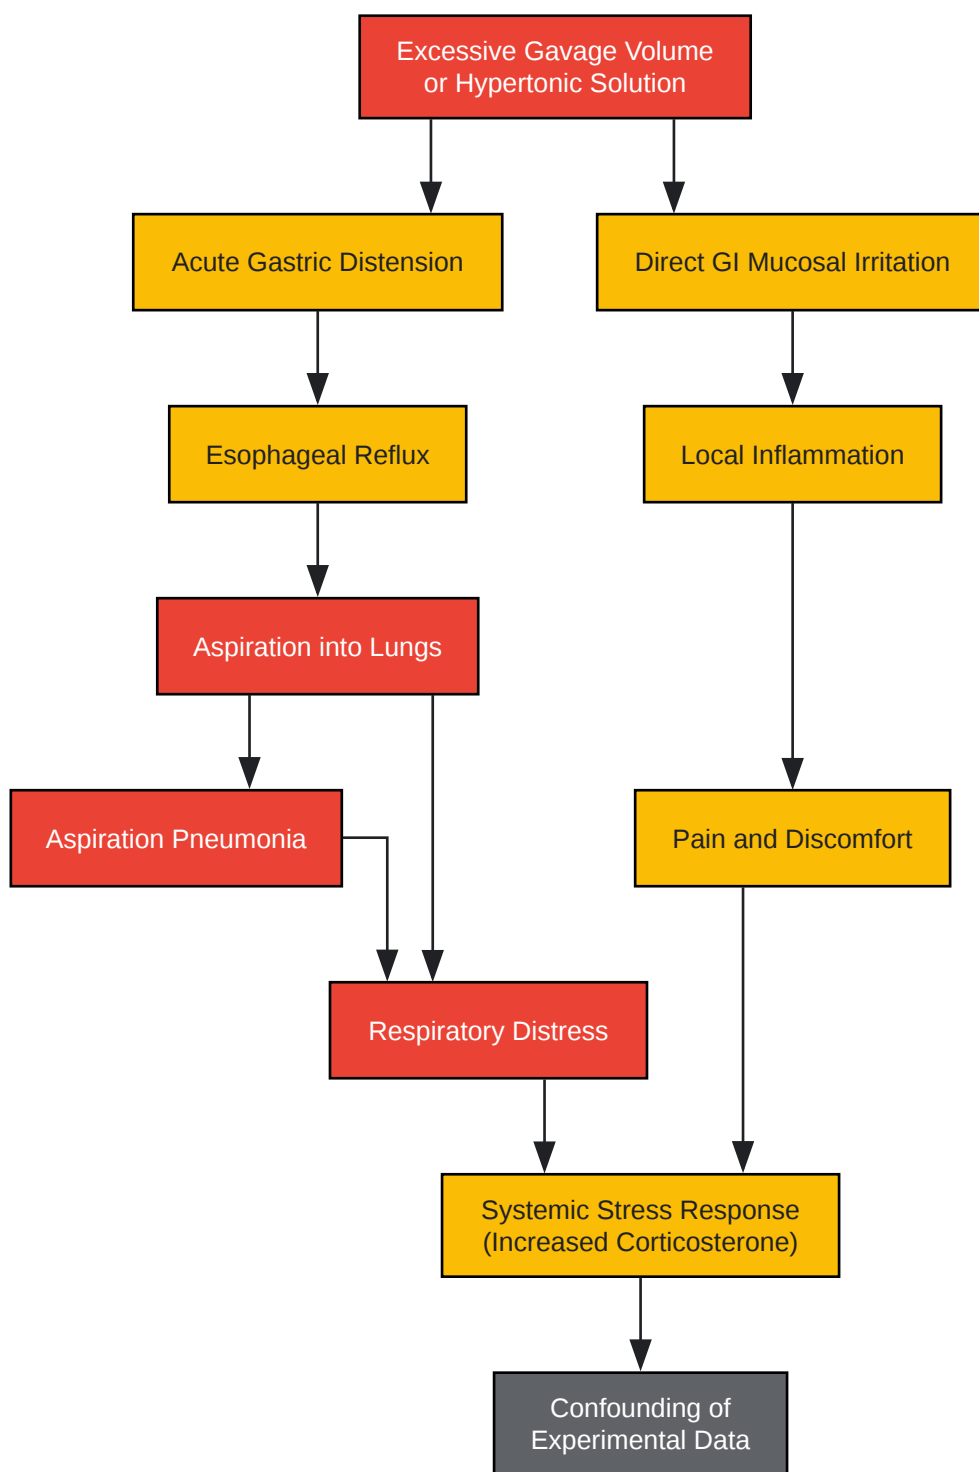 Excessive Gavage Volume
or Hypertonic Solution
Acute Gastric Distension
Direct GI Mucosal Irritation
Esophageal Reflux
Local Inflammation
Aspiration into Lungs
Aspiration Pneumonia
Pain and Discomfort
Respiratory Distress
Systemic Stress Response
(Increased Corticosterone)
Confounding of
Experimental Data